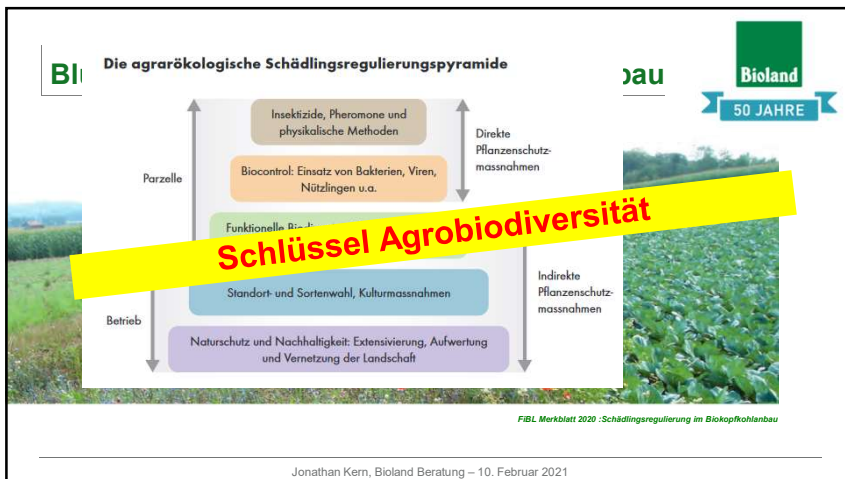 Die agrarökologische Schädlingsregulierungspyramide
bau
Bioland
50 JAHRE
Insektizide, Pheromone und
physikalische Methoden
Direkte
Pflanzenschutz-
massnahmen
Parzelle
Biocontrol: Einsatz von Bakterien, Viren,
Nützlingen u.a.
Funktionelle
Schlüssel Agrobiodiversität
Standort- und Sortenwahl, Kulturmassnahmen
Indirekte
Pflanzenschutz-
massnahmen
Betrieb
Naturschutz und Nachhaltigkeit: Extensivierung, Aufwertung
und Vernetzung der Landschaft
FiBL Merkblatt 2020 :Schädlingsregulierung im Biokopfkohlanbau
Jonathan Kern, Bioland Beratung – 10. Februar 2021